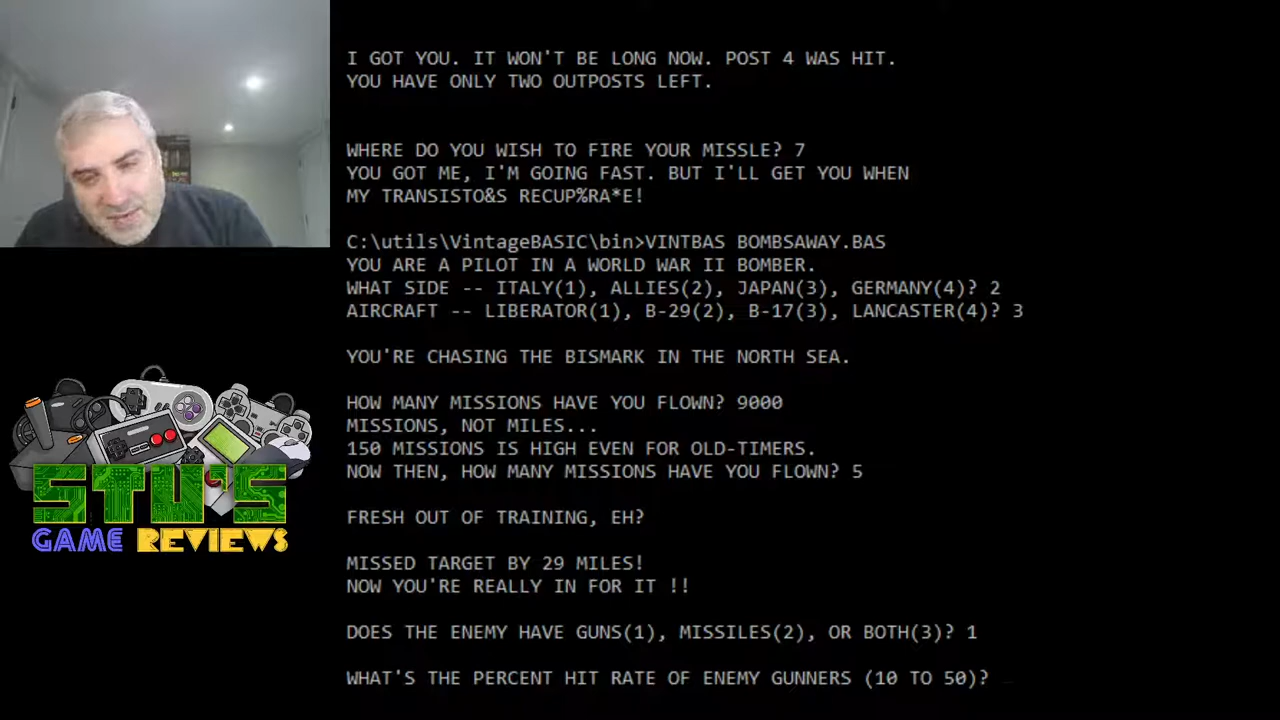 I GOT YOU. IT WON'T BE LONG NOW. POST 4 WAS HIT.
YOU HAVE ONLY TWO OUTPOSTS LEFT.
WHERE DO YOU WISH TO FIRE YOUR MISSLE? 7
YOU GOT ME, I'M GOING FAST. BUT I'LL GET YOU WHEN
MY TRANSISTO&S RECUP%RA*E!
C:\utils\VintageBASIC\bin>VINTBAS BOMBSAWAY.BAS
YOU ARE A PILOT IN A WORLD WAR II BOMBER.
WHAT SIDE -- ITALY(1), ALLIES(2), JAPAN(3), GERMANY(4)? 2
AIRCRAFT -- LIBERATOR(1), B-29(2), B-17(3), LANCASTER(4)? 3
YOU'RE CHASING THE BISMARK IN THE NORTH SEA.
HOW MANY MISSIONS HAVE YOU FLOWN? 9000
MISSIONS, NOT MILES...
150 MISSIONS IS HIGH EVEN FOR OLD-TIMERS.
NOW THEN, HOW MANY MISSIONS HAVE YOU FLOWN? 5
FRESH OUT OF TRAINING, EH?
MISSED TARGET BY 29 MILES!
NOW YOU'RE REALLY IN FOR IT !!
DOES THE ENEMY HAVE GUNS(1), MISSILES(2), OR BOTH(3)? 1
WHAT'S THE PERCENT HIT RATE OF ENEMY GUNNERS (10 TO 50)?
STU'S
GAME REVIEWS